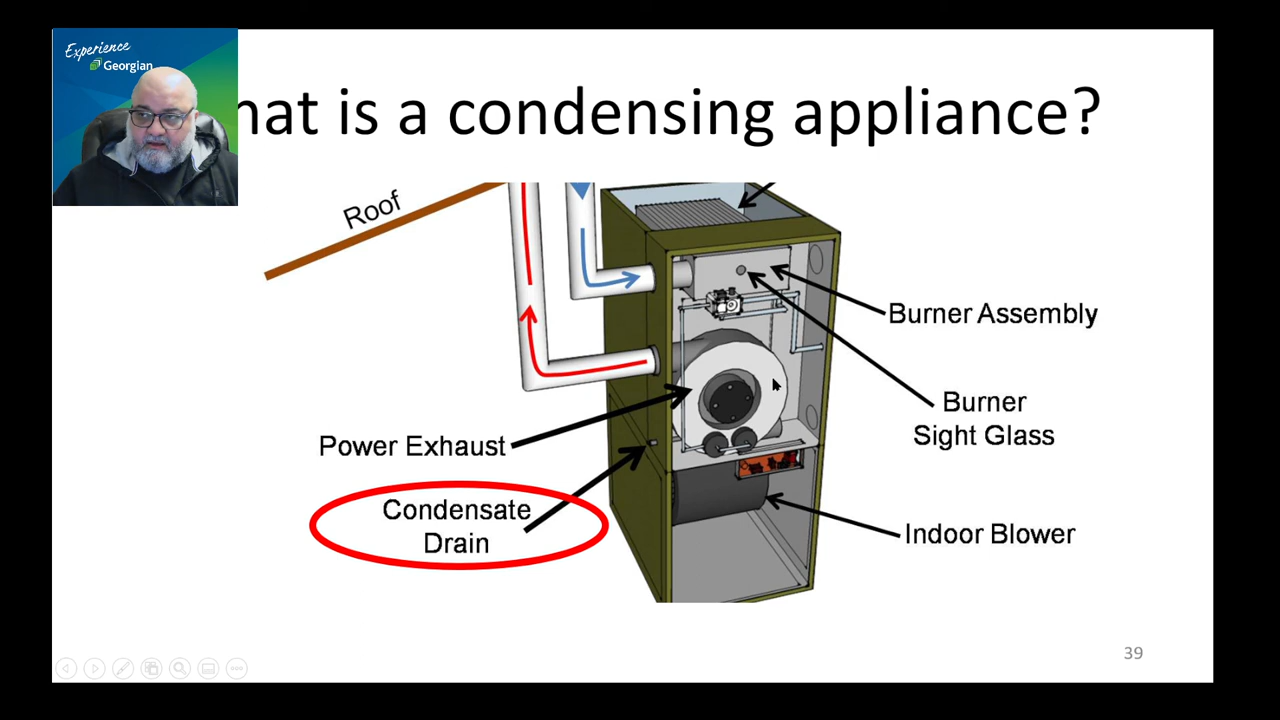 Experience
Georgian
hat is a condensing appliance?
Roof
Burner Assembly
Burner
Sight Glass
Power Exhaust
Condensate
Drain
Indoor Blower
39